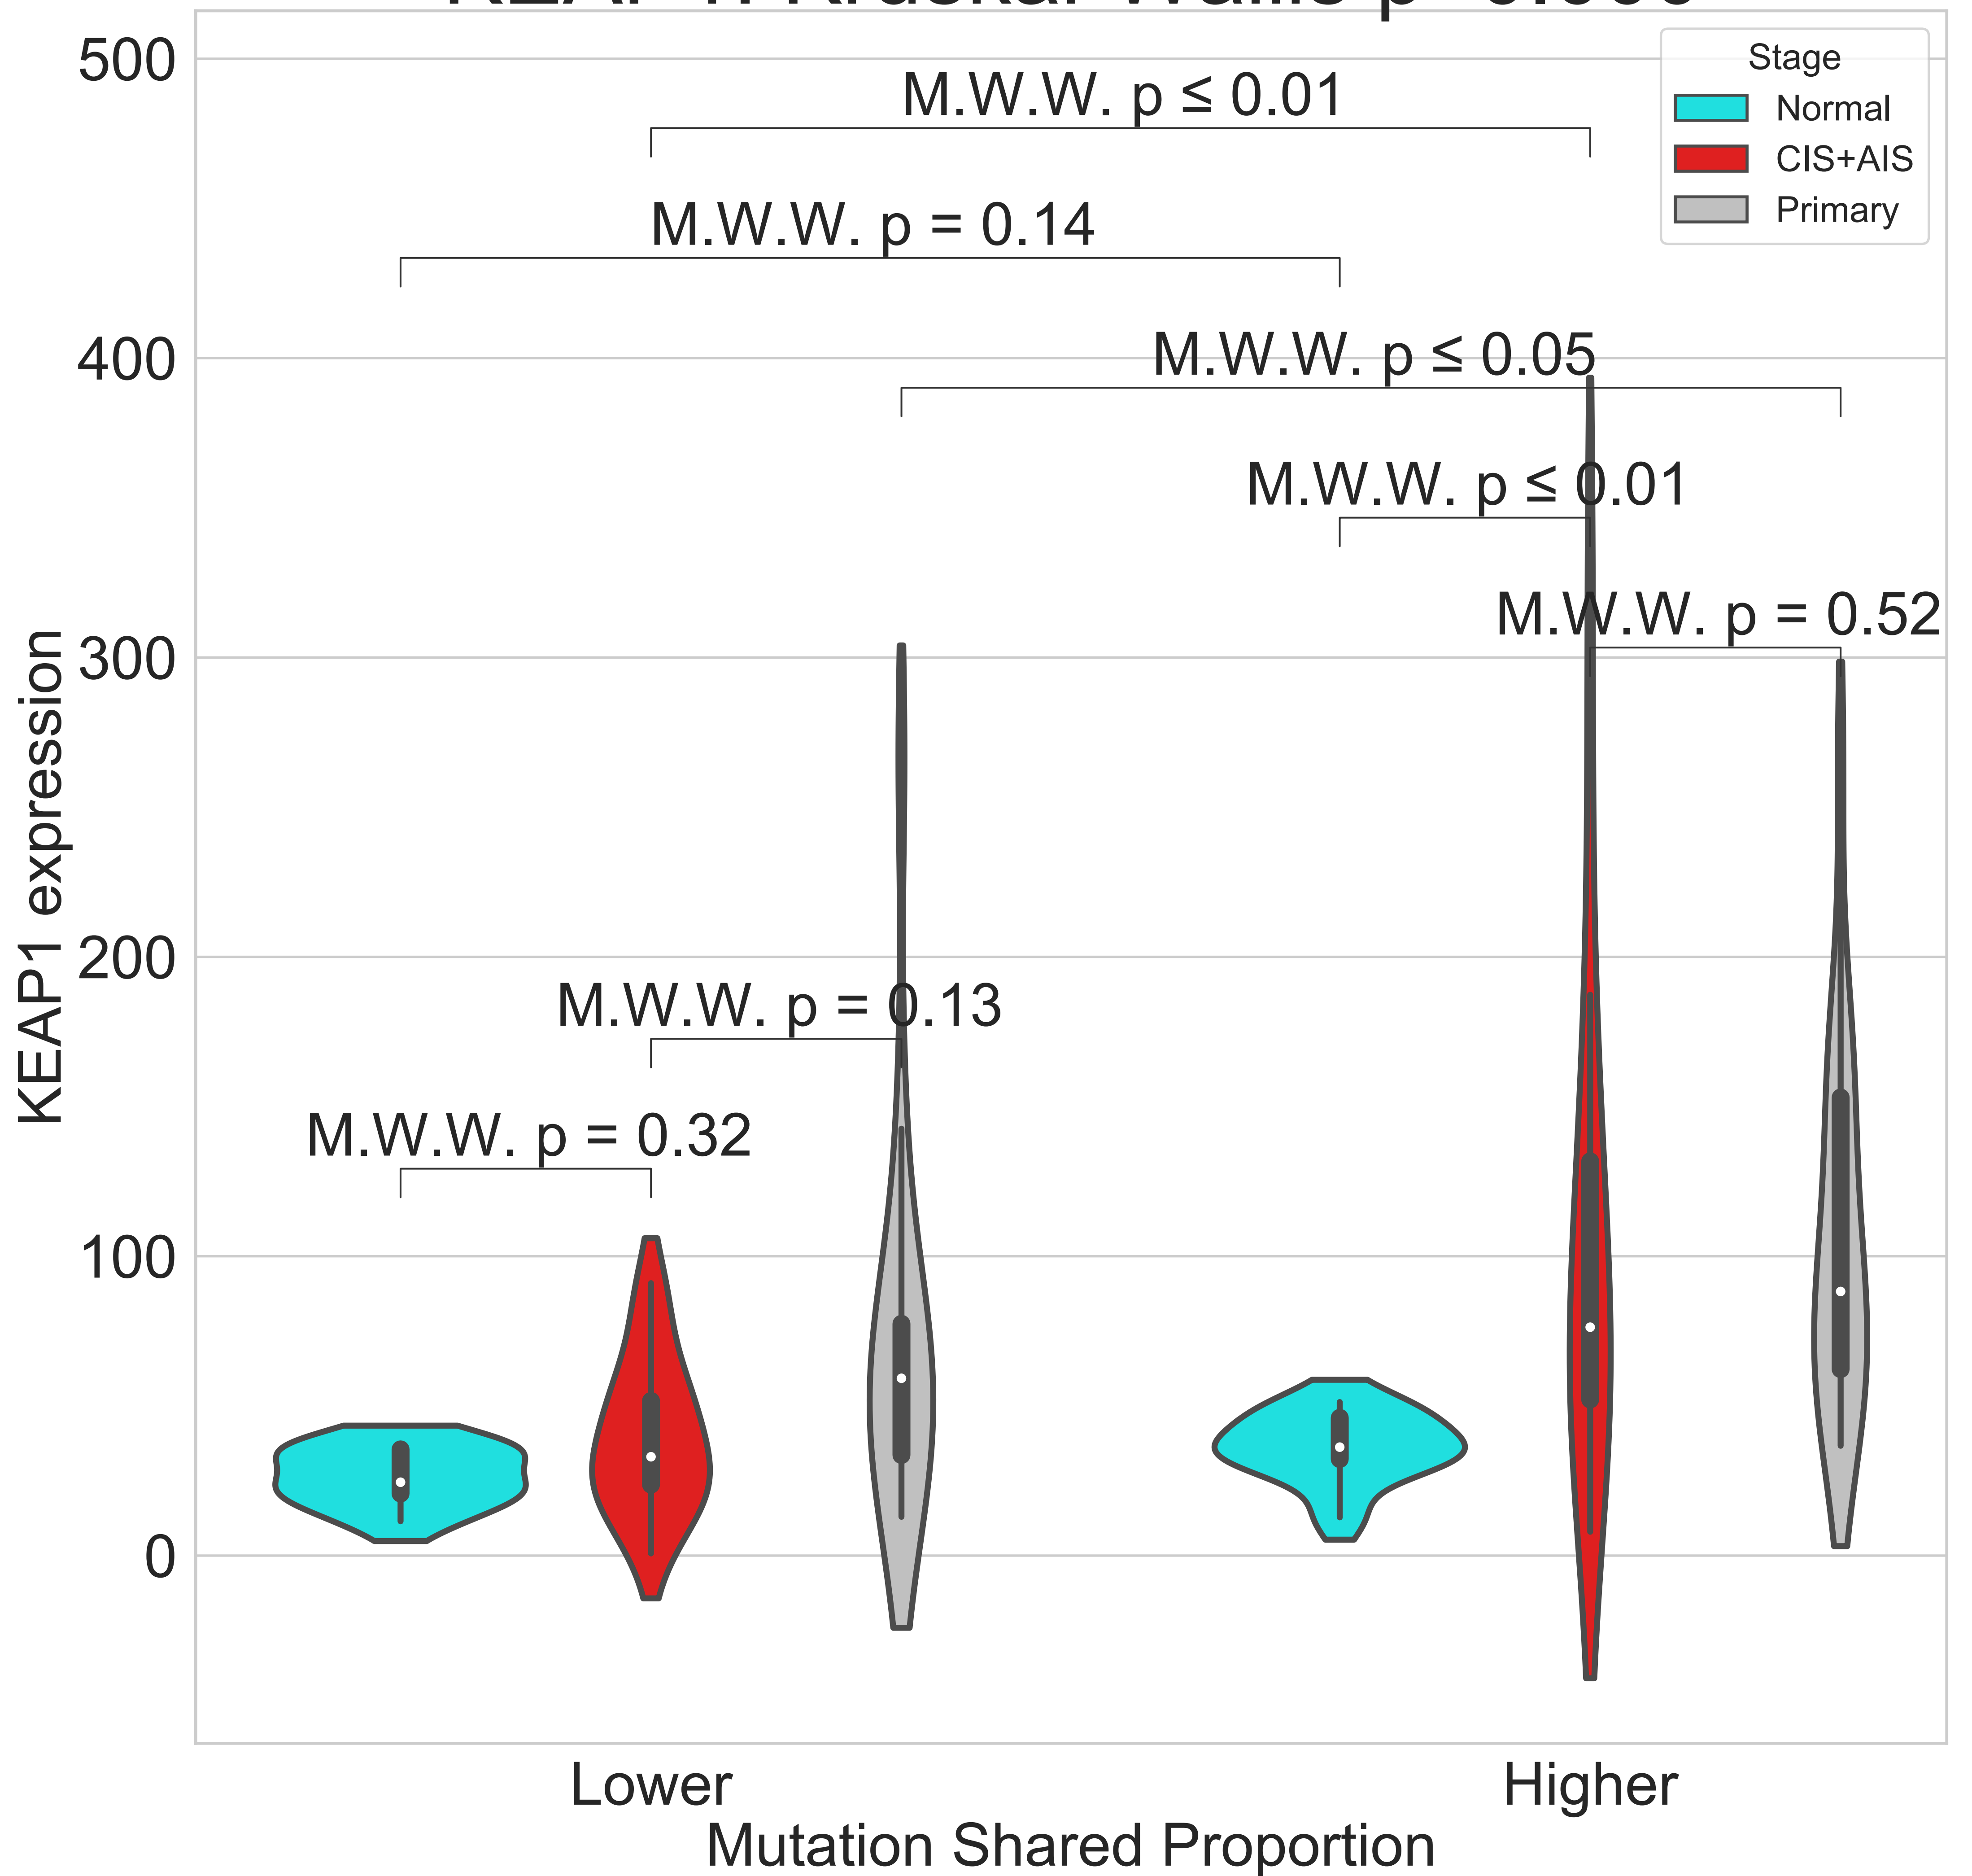 500
M.W.W. p ≤ 0.01
Stage
Normal
CIS+AIS
Primary
M.W.W. p = 0.14
400
M.W.W. p ≤ 0.05
M.W.W. p ≤ 0.01
300
M.W.W. p = 0.52
KEAP1 expression
200
M.W.W. p = 0.13
M.W.W. p = 0.32
100
0
Lower
Higher
Mutation Shared Proportion